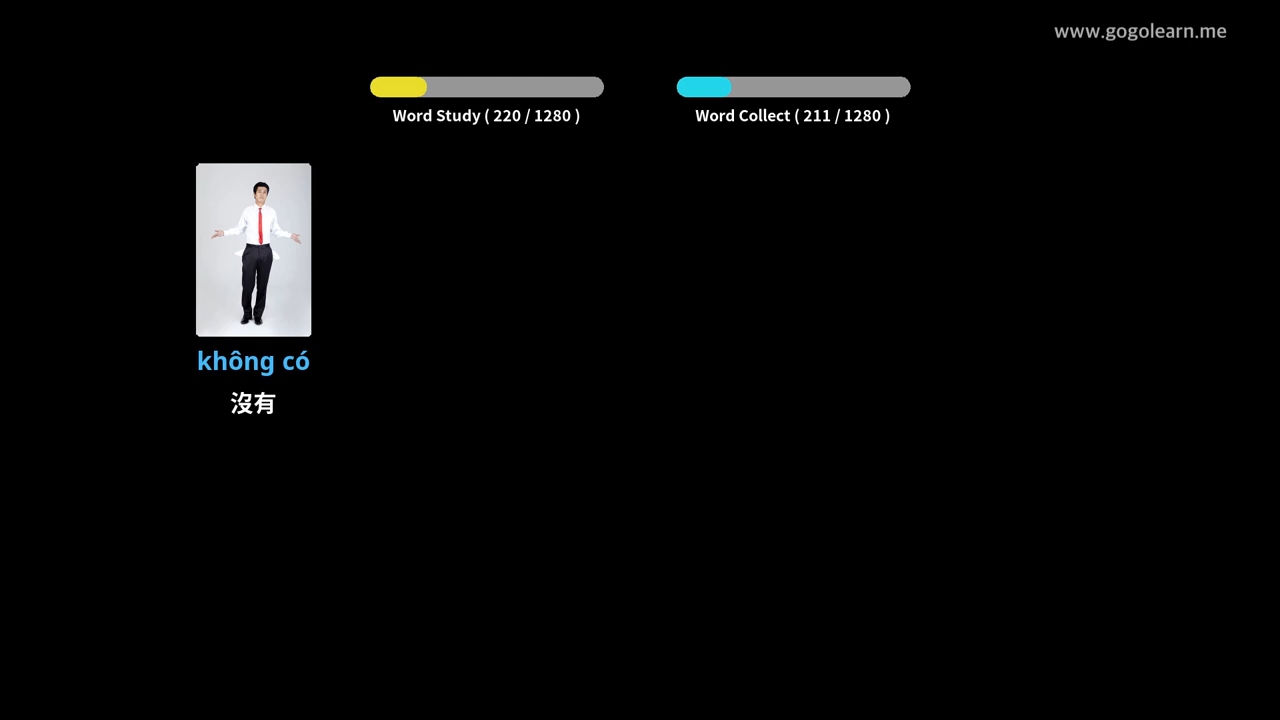 www.gogolearn.me
Word Study ( 220 / 1280 )
Word Collect ( 211 / 1280 )
không có
沒有